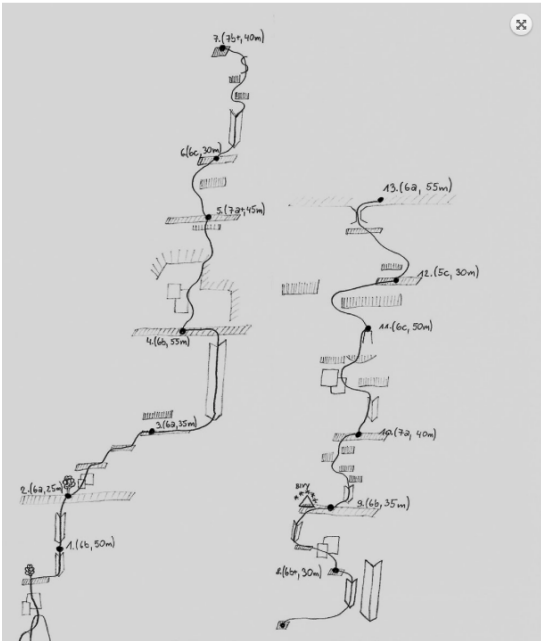 7.(7b+, 40m)
6.(6c, 30m)
5.(7a+, 45m)
4.(6b, 55m)
3.(6a, 35m)
2.(6a, 25m)
1.(6b, 50m)
13.(6a, 55m)
12.(5c, 30m)
11.(6c, 50m)
10.(7a, 40m)
BIVY
9.(6b, 35m)
8.(6b+, 30m)